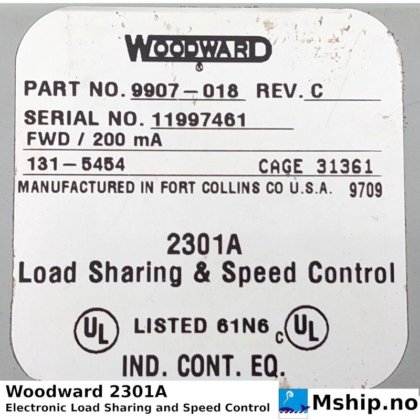 WOODWARD
PART NO. 9907-018 REV. C
SERIAL NO. 11997461
FWD / 200 mA
131-5454 CAGE 31361
MANUFACTURED IN FORT COLLINS CO U.S.A. 9709
2301A
Load Sharing & Speed Control
UL LISTED 61N6 C UL
IND. CONT. EQ.
Woodward 2301A
Electronic Load Sharing and Speed Control
Mship.no